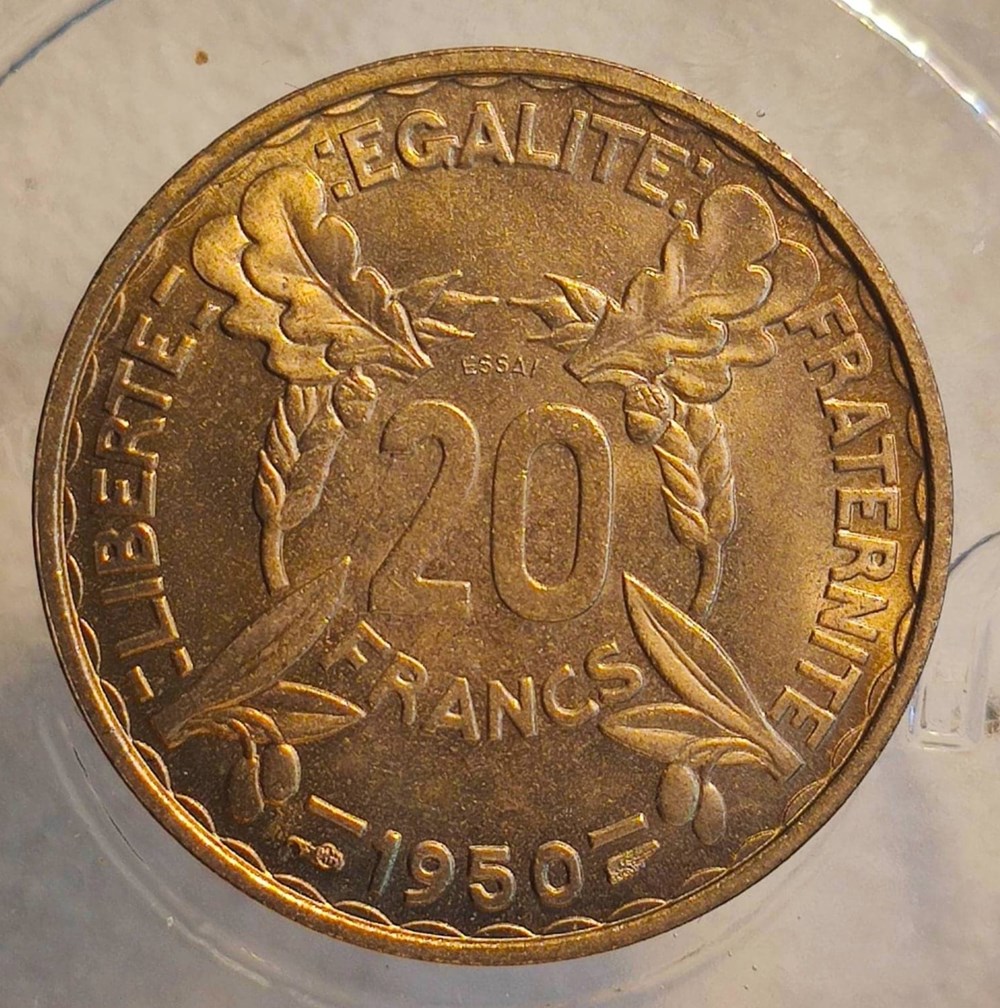 LIBERTE
EGALITE
FRATERNITE
ESSAI
20
FRANCS
1950